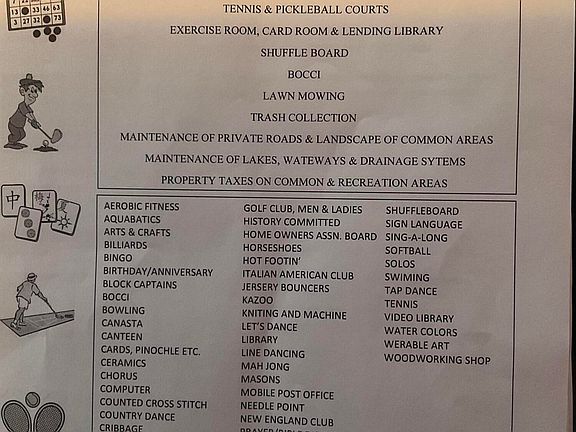 TENNIS & PICKLEBALL COURTS
EXERCISE ROOM, CARD ROOM & LENDING LIBRARY
SHUFFLE BOARD
BOCCI
LAWN MOWING
TRASH COLLECTION
MAINTENANCE OF PRIVATE ROADS & LANDSCAPE OF COMMON AREAS
MAINTENANCE OF LAKES, WATEWAYS & DRAINAGE SYTEMS
PROPERTY TAXES ON COMMON & RECREATION AREAS
AEROBIC FITNESS
AQUABATICS
ARTS & CRAFTS
BILLIARDS
BINGO
BIRTHDAY/ANNIVERSARY
BLOCK CAPTAINS
BOCCI
BOWLING
CANASTA
CANTEEN
CARDS, PINOCHLE ETC.
CERAMICS
CHORUS
COMPUTER
COUNTED CROSS STITCH
COUNTRY DANCE
CRIBBAGE
GOLF CLUB, MEN & LADIES
HISTORY COMMITTED
HOME OWNERS ASSN. BOARD
HORSESHOES
HOT FOOTIN'
ITALIAN AMERICAN CLUB
JERSERY BOUNCERS
KAZOO
KNITING AND MACHINE
LET'S DANCE
LIBRARY
LINE DANCING
MAH JONG
MASONS
MOBILE POST OFFICE
NEEDLE POINT
NEW ENGLAND CLUB
SHUFFLEBOARD
SIGN LANGUAGE
SING-A-LONG
SOFTBALL
SOLOS
SWIMING
TAP DANCE
TENNIS
VIDEO LIBRARY
WATER COLORS
WERABLE ART
WOODWORKING SHOP